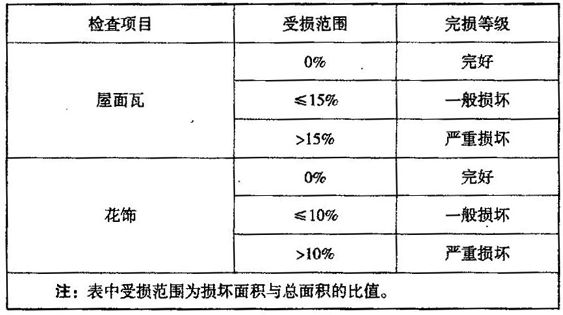 检查项目 受损范围 完损等级
0% 完好
屋面瓦 ≤15% 一般损坏
>15% 严重损坏
0% 完好
花饰 ≤10% 一般损坏
>10% 严重损坏
注：表中受损范围为损坏面积与总面积的比值。